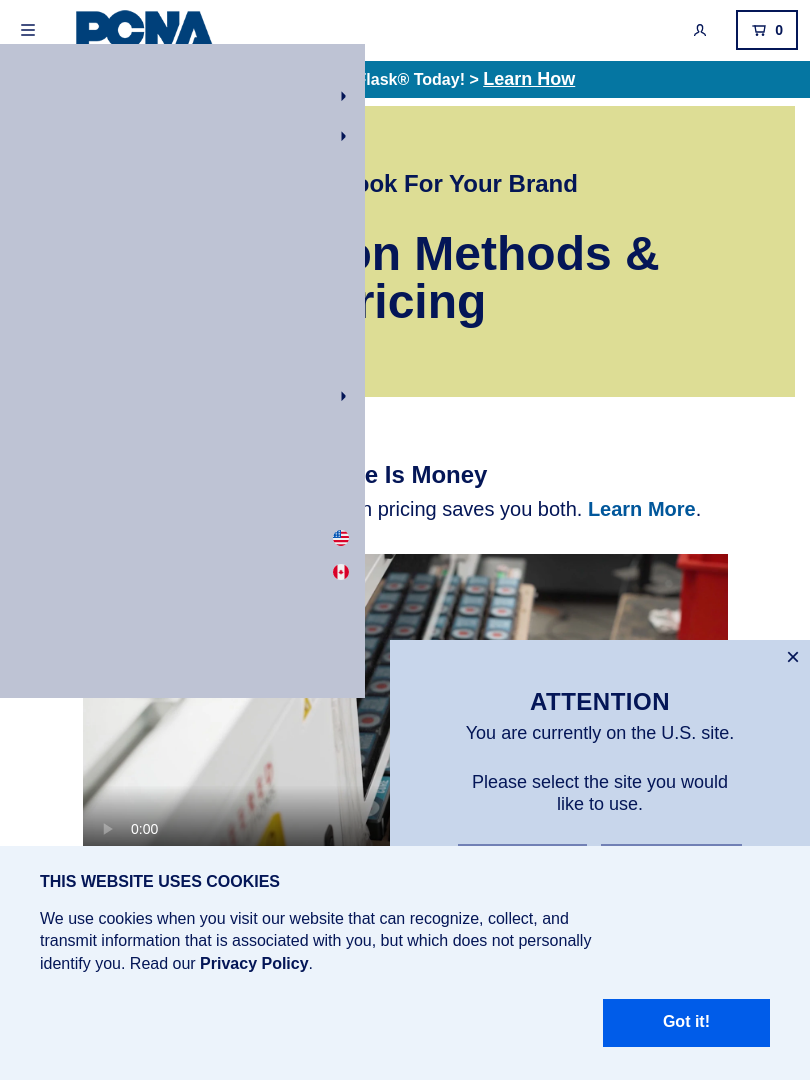 PCNA
0
Flask® Today! > Learn How
ook For Your Brand
on Methods &
ricing
e Is Money
n pricing saves you both. Learn More.
ATTENTION
You are currently on the U.S. site.
Please select the site you would
like to use.
0:00
THIS WEBSITE USES COOKIES
We use cookies when you visit our website that can recognize, collect, and
transmit information that is associated with you, but which does not personally
identify you. Read our Privacy Policy.
Got it!